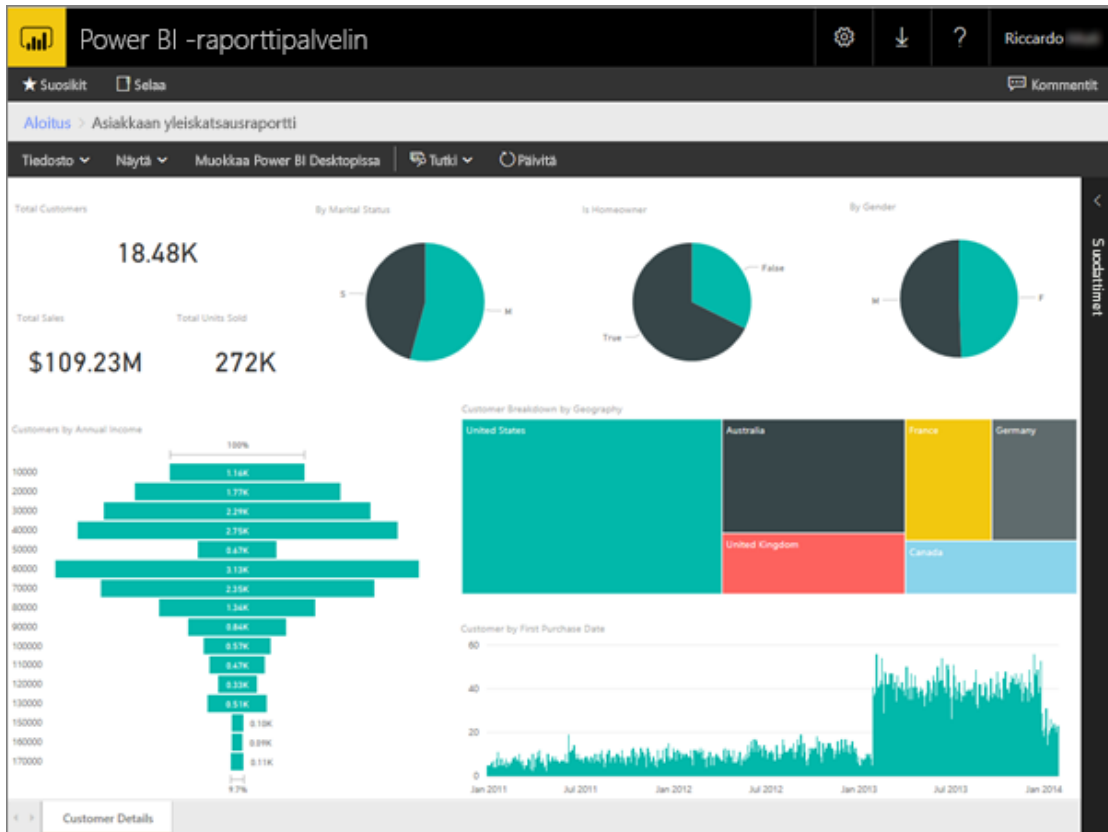 Power BI -raporttipalvelin
?
Riccardo
Suosikit
Selaa
Kommentit
Aloitus > Asiakkaan yleiskatsausraportti
Tiedosto
Näytä
Muokkaa Power BI Desktopissa
Tutki
Päivitä
Suodattimet
Total Customers
18.48K
Total Sales
Total Units Sold
$109.23M
272K
By Marital Status
S
M
Is Homeowner
False
True
By Gender
M
F
Customers by Annual Income
100%
10000 1.16K
20000 1.77K
30000 2.29K
40000 2.75K
50000 0.67K
60000 3.13K
70000 2.35K
80000 1.36K
90000 0.84K
100000 0.57K
110000 0.47K
120000 0.33K
130000 0.51K
150000 0.10K
160000 0.09K
170000 0.11K
9.7%
Customer Breakdown by Geography
United States
Australia
United Kingdom
France
Germany
Canada
Customer by First Purchase Date
60
40
20
0
Jan 2011
Jul 2011
Jan 2012
Jul 2012
Jan 2013
Jul 2013
Jan 2014
Customer Details